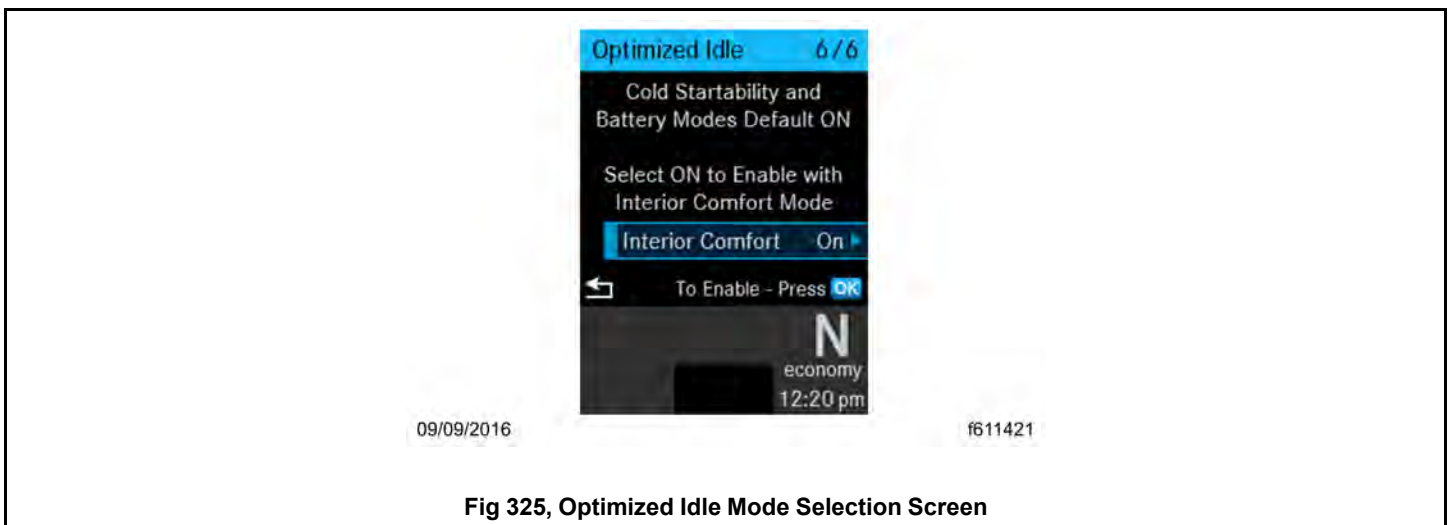 Optimized Idle 6/6
Cold Startability and
Battery Modes Default ON
Select ON to Enable with
Interior Comfort Mode
Interior Comfort On
To Enable - Press OK
N
economy
12:20 pm
09/09/2016 f611421
Fig 325, Optimized Idle Mode Selection Screen